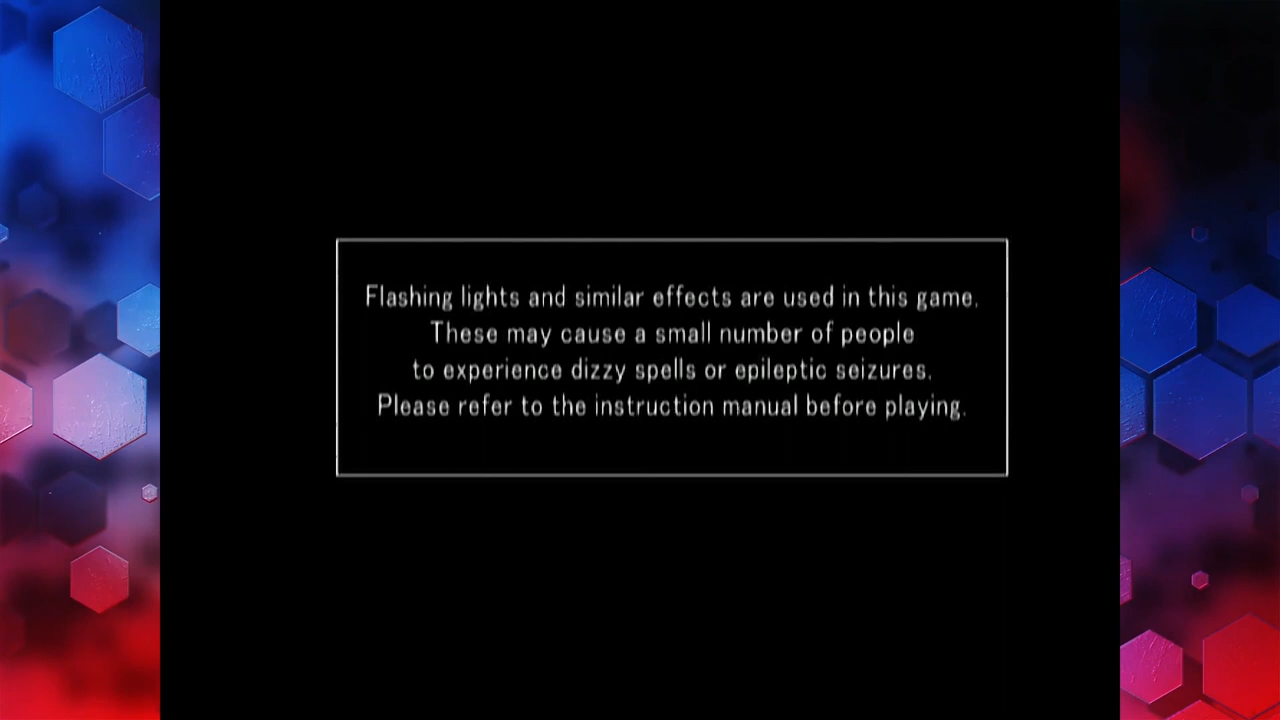 Flashing lights and similar effects are used in this game.
These may cause a small number of people
to experience dizzy spells or epileptic seizures.
Please refer to the instruction manual before playing.